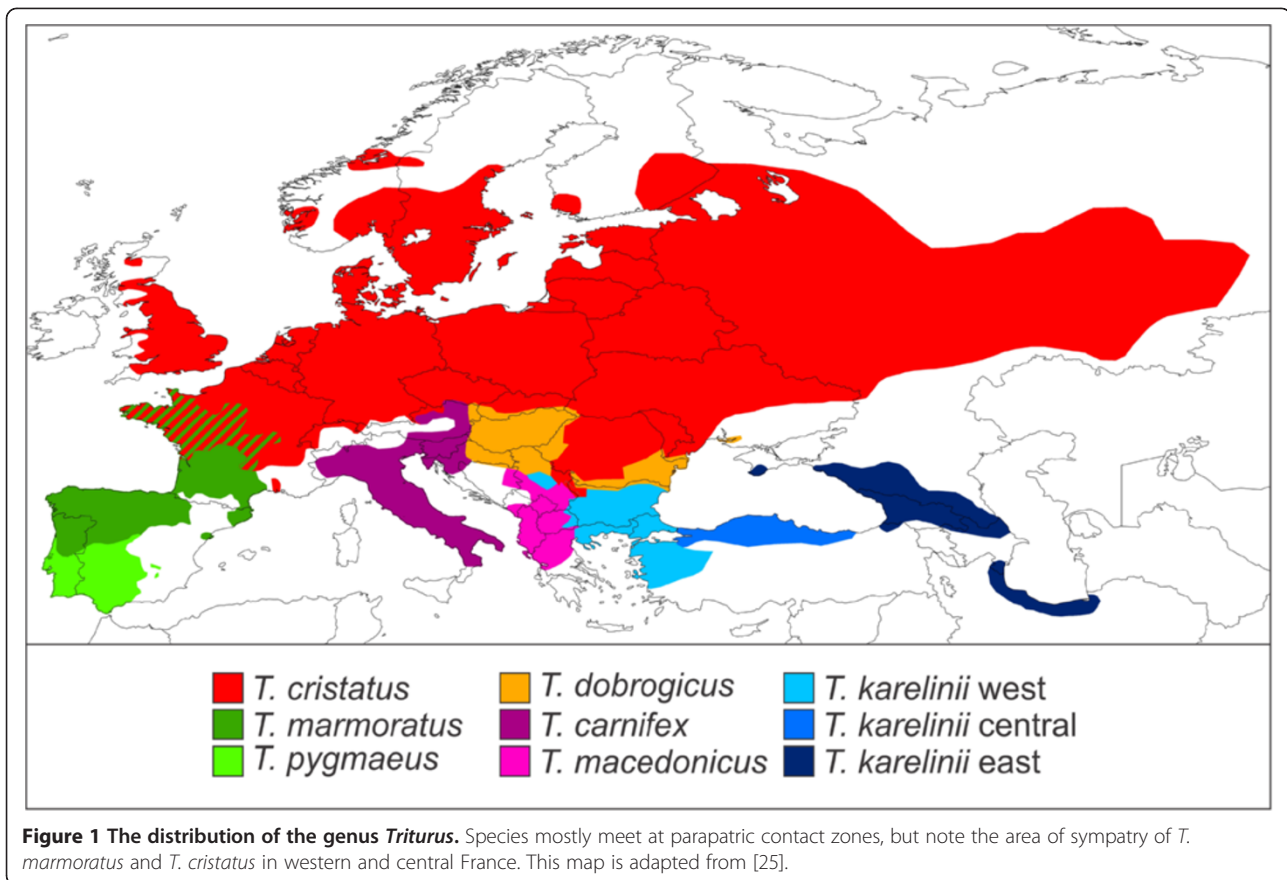 T. cristatus
T. marmoratus
T. pygmaeus
T. dobrogicus
T. carnifex
T. macedonicus
T. karelinii west
T. karelinii central
T. karelinii east
Figure 1 The distribution of the genus Triturus. Species mostly meet at parapatric contact zones, but note the area of sympatry of T.
marmoratus and T. cristatus in western and central France. This map is adapted from [25].